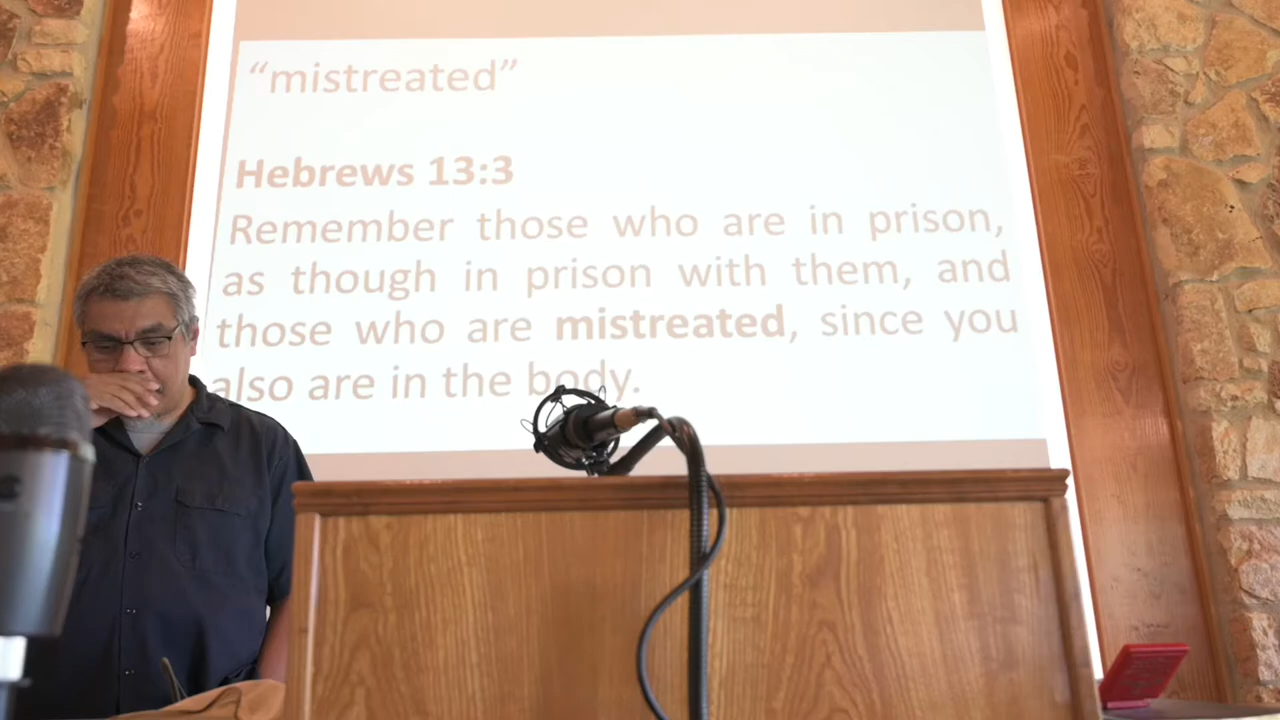 “mistreated”
Hebrews 13:3
Remember those who are in prison,
as though in prison with them, and
those who are mistreated, since you
also are in the body.